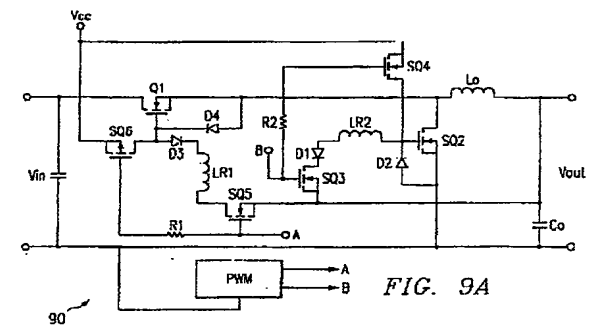 Vcc
Q1
SQ4
Lo
D4
R2
LR2
SQ6
SQ2
D3
B
D1
D2
SQ3
Vin
LR1
SQ5
Vout
R1
A
Co
PWM
A
B
FIG. 9A
90